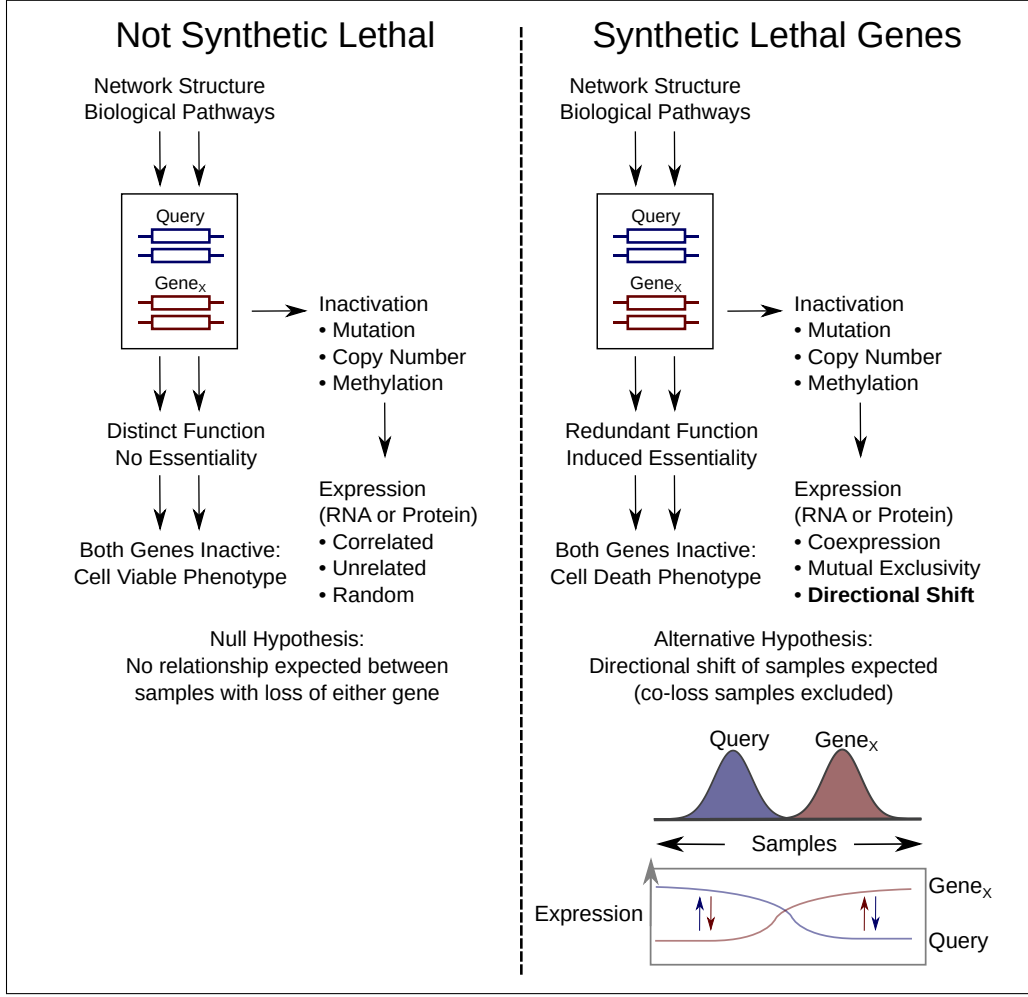 Not Synthetic Lethal
Network Structure
Biological Pathways
Query
Geneₓ
Inactivation
• Mutation
• Copy Number
• Methylation
Distinct Function
No Essentiality
Expression
(RNA or Protein)
• Correlated
• Unrelated
• Random
Both Genes Inactive:
Cell Viable Phenotype
Null Hypothesis:
No relationship expected between
samples with loss of either gene
Synthetic Lethal Genes
Network Structure
Biological Pathways
Query
Geneₓ
Inactivation
• Mutation
• Copy Number
• Methylation
Redundant Function
Induced Essentiality
Expression
(RNA or Protein)
• Coexpression
• Mutual Exclusivity
• Directional Shift
Both Genes Inactive:
Cell Death Phenotype
Alternative Hypothesis:
Directional shift of samples expected
(co-loss samples excluded)
Query Geneₓ
Samples
Expression
Geneₓ
Query